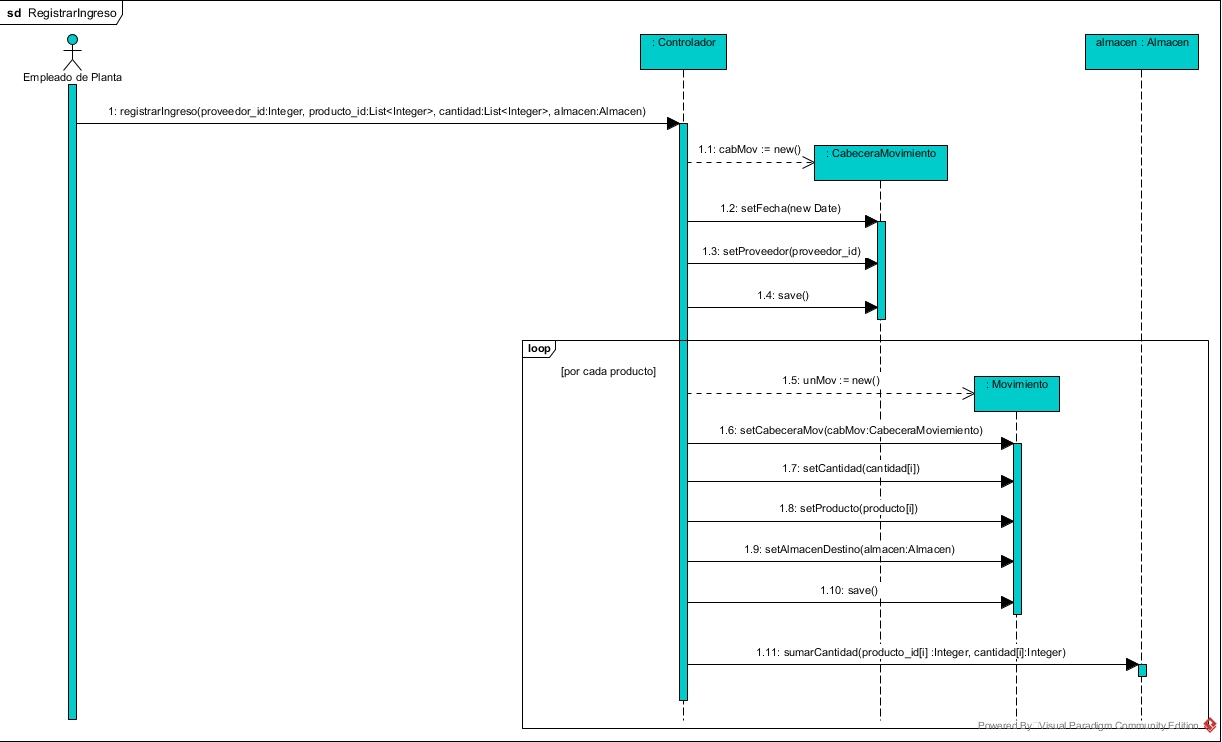 sd RegistrarIngreso
Empleado de Planta
: Controlador
almacen : Almacen
1: registrarIngreso(proveedor_id:Integer, producto_id:List<Integer>, cantidad:List<Integer>, almacen:Almacen)
1.1: cabMov := new()
: CabeceraMovimiento
1.2: setFecha(new Date)
1.3: setProveedor(proveedor_id)
1.4: save()
loop
[por cada producto]
1.5: unMov := new()
: Movimiento
1.6: setCabeceraMov(cabMov:CabeceraMoviemiento)
1.7: setCantidad(cantidad[i])
1.8: setProducto(producto[i])
1.9: setAlmacenDestino(almacen:Almacen)
1.10: save()
1.11: sumarCantidad(producto_id[i] :Integer, cantidad[i]:Integer)
Powered By Visual Paradigm Community Edition